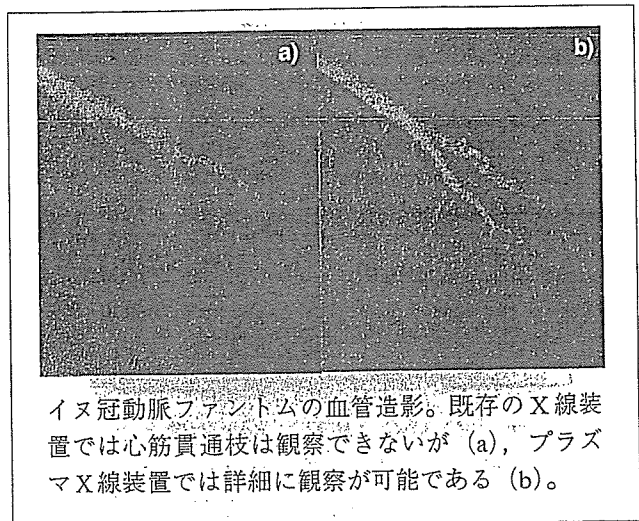 a)
b)
イヌ冠動脈ファントムの血管造影。既存のX線装
置では心筋貫通枝は観察できないが (a), プラズ
マX線装置では詳細に観察が可能である (b)。